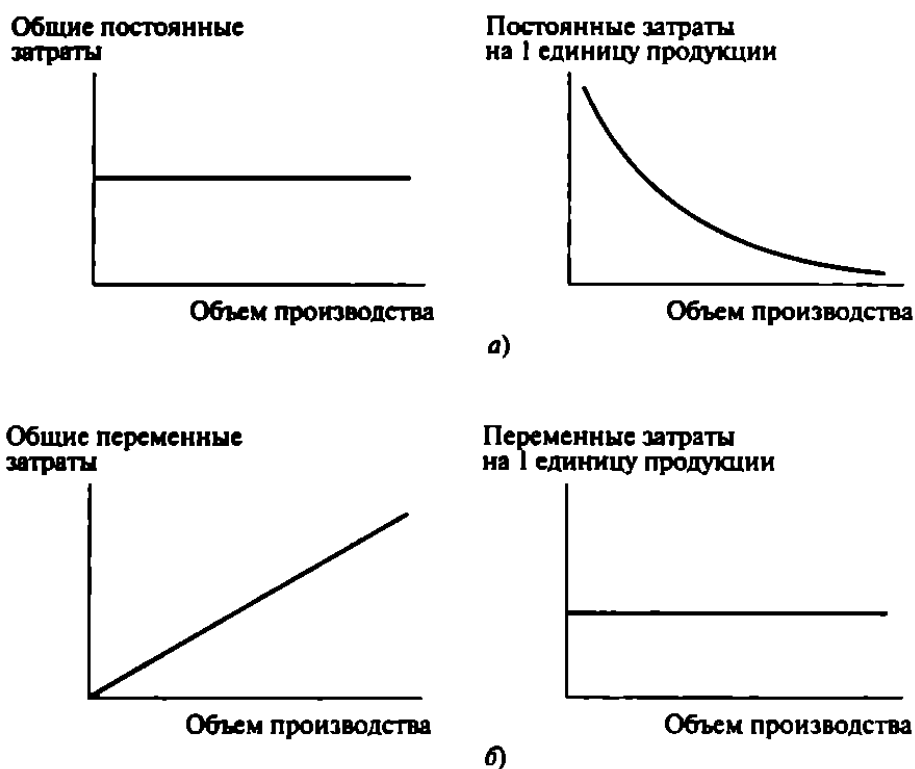 Общие постоянные
затраты
Постоянные затраты
на 1 единицу продукции
Объем производства
Объем производства
а)
Общие переменные
затраты
Переменные затраты
на 1 единицу продукции
Объем производства
Объем производства
б)